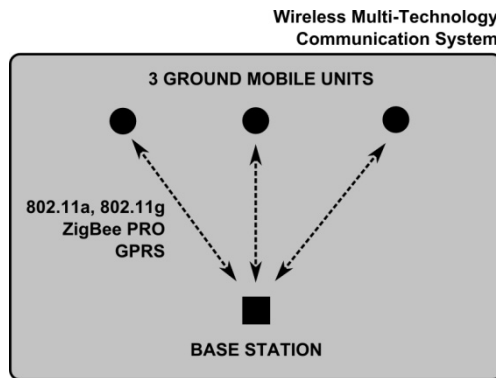 Wireless Multi-Technology
Communication System
3 GROUND MOBILE UNITS
802.11a, 802.11g
ZigBee PRO
GPRS
BASE STATION